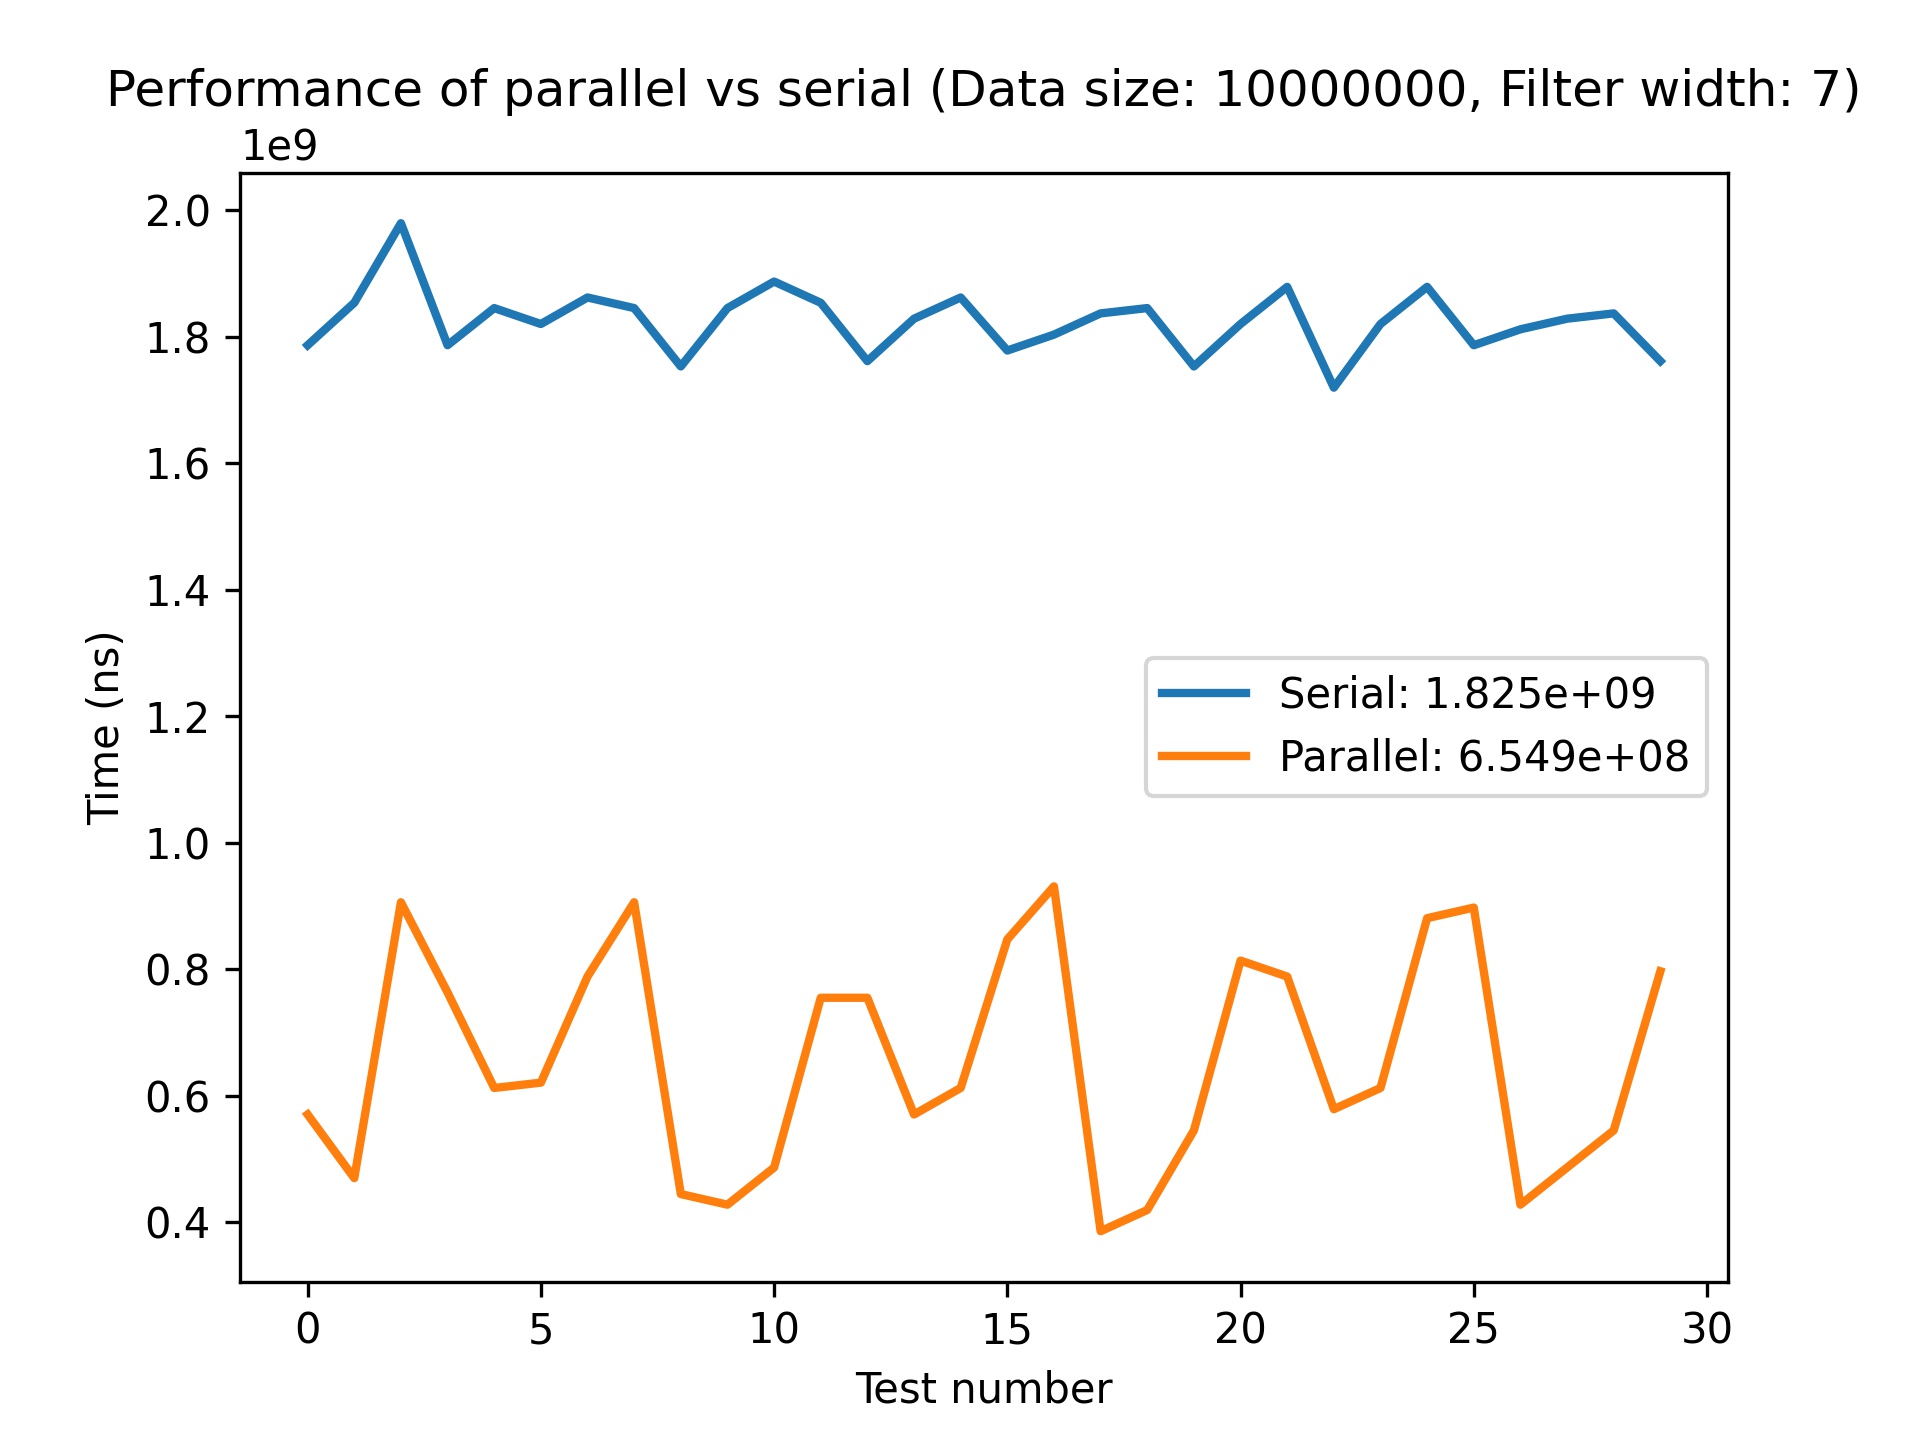 Performance of parallel vs serial (Data size: 10000000, Filter width: 7)
1e9
2.0
1.8
1.6
1.4
1.2
1.0
0.8
0.6
0.4
Time (ns)
Serial: 1.825e+09
Parallel: 6.549e+08
0 5 10 15 20 25 30
Test number